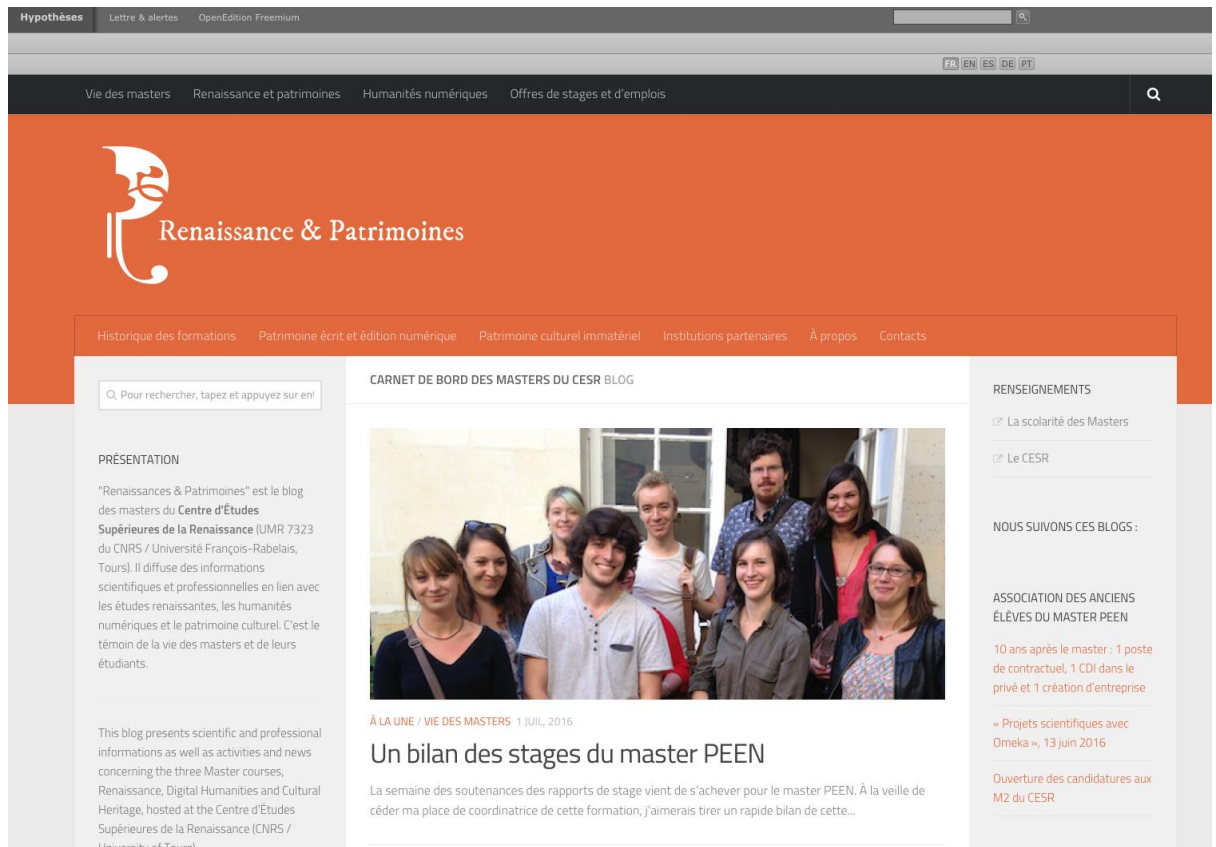 Hypothèses Lettre & alertes OpenEdition Freemium
FR EN ES DE PT
Vie des masters Renaissance et patrimoines Humanités numériques Offres de stages et d'emplois
Renaissance & Patrimoines
Historique des formations Patrimoine écrit et édition numérique Patrimoine culturel immatériel Institutions partenaires À propos Contacts
Pour rechercher, tapez et appuyez sur ent
PRÉSENTATION
"Renaissances & Patrimoines" est le blog
des masters du Centre d'Études
Supérieures de la Renaissance (UMR 7323
du CNRS / Université François-Rabelais,
Tours). Il diffuse des informations
scientifiques et professionnelles en lien avec
les études renaissantes, les humanités
numériques et le patrimoine culturel. C'est le
témoin de la vie des masters et de leurs
étudiants.
This blog presents scientific and professional
informations as well as activities and news
concerning the three Master courses,
Renaissance, Digital Humanities and Cultural
Heritage, hosted at the Centre d'Études
Supérieures de la Renaissance (CNRS /
University of Tours)
CARNET DE BORD DES MASTERS DU CESR BLOG
À LA UNE / VIE DES MASTERS 1 JUIL, 2016
Un bilan des stages du master PEEN
La semaine des soutenances des rapports de stage vient de s'achever pour le master PEEN. À la veille de
céder ma place de coordinatrice de cette formation, j'aimerais tirer un rapide bilan de cette...
RENSEIGNEMENTS
La scolarité des Masters
Le CESR
NOUS SUIVONS CES BLOGS :
ASSOCIATION DES ANCIENS
ÉLÈVES DU MASTER PEEN
10 ans après le master : 1 poste
de contractuel, 1 CDI dans le
privé et 1 création d'entreprise
« Projets scientifiques avec
Omeka », 13 juin 2016
Ouverture des candidatures aux
M2 du CESR